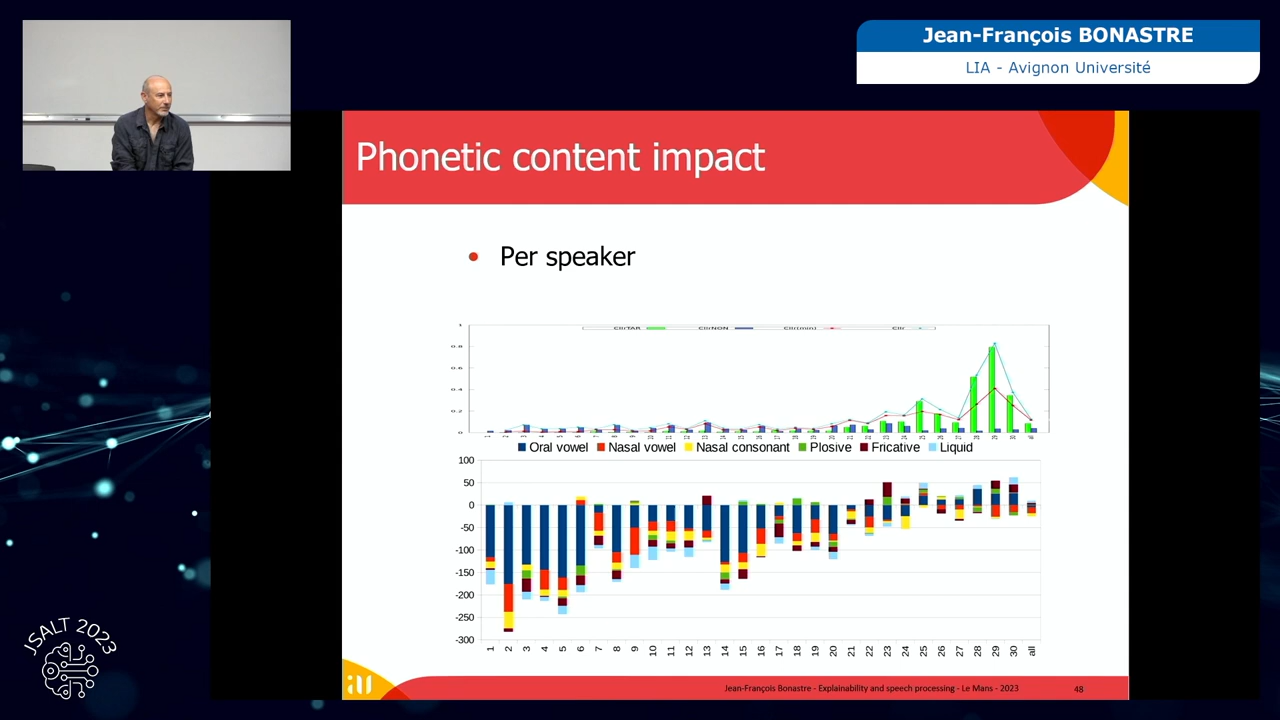 Jean-François BONASTRE
LIA - Avignon Université
Phonetic content impact
• Per speaker
Oral vowel Nasal vowel Nasal consonant Plosive Fricative Liquid
100
50
0
-50
-100
-150
-200
-250
-300
1 2 3 4 5 6 7 8 9 10 11 12 13 14 15 16 17 18 19 20 21 22 23 24 25 26 27 28 29 30 all
JSALT 2023
Jean-François Bonastre - Explainability and speech processing - Le Mans - 2023
48